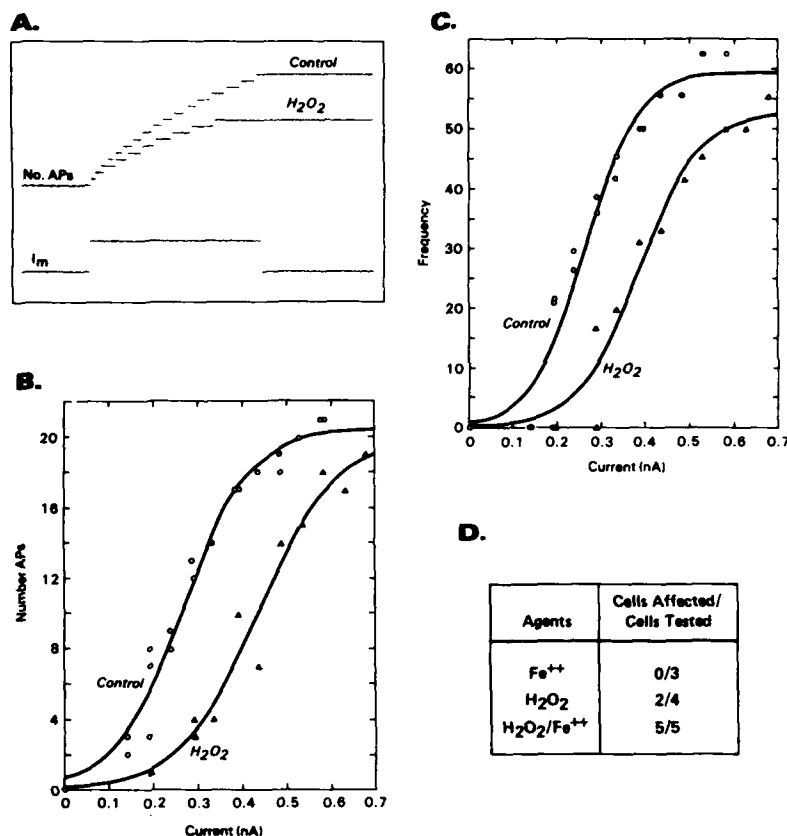 A.
Control
H2O2
No. APs
Im
B.
20
16
12
8
4
0
Number APs
Control
H2O2
0 0.1 0.2 0.3 0.4 0.5 0.6 0.7
Current (nA)
C.
60
50
40
30
20
10
0
Frequency
Control
H2O2
0 0.1 0.2 0.3 0.4 0.5 0.6 0.7
Current (nA)
D.
Agents Cells Affected/
Cells Tested
Fe++ 0/3
H2O2 2/4
H2O2/Fe++ 5/5